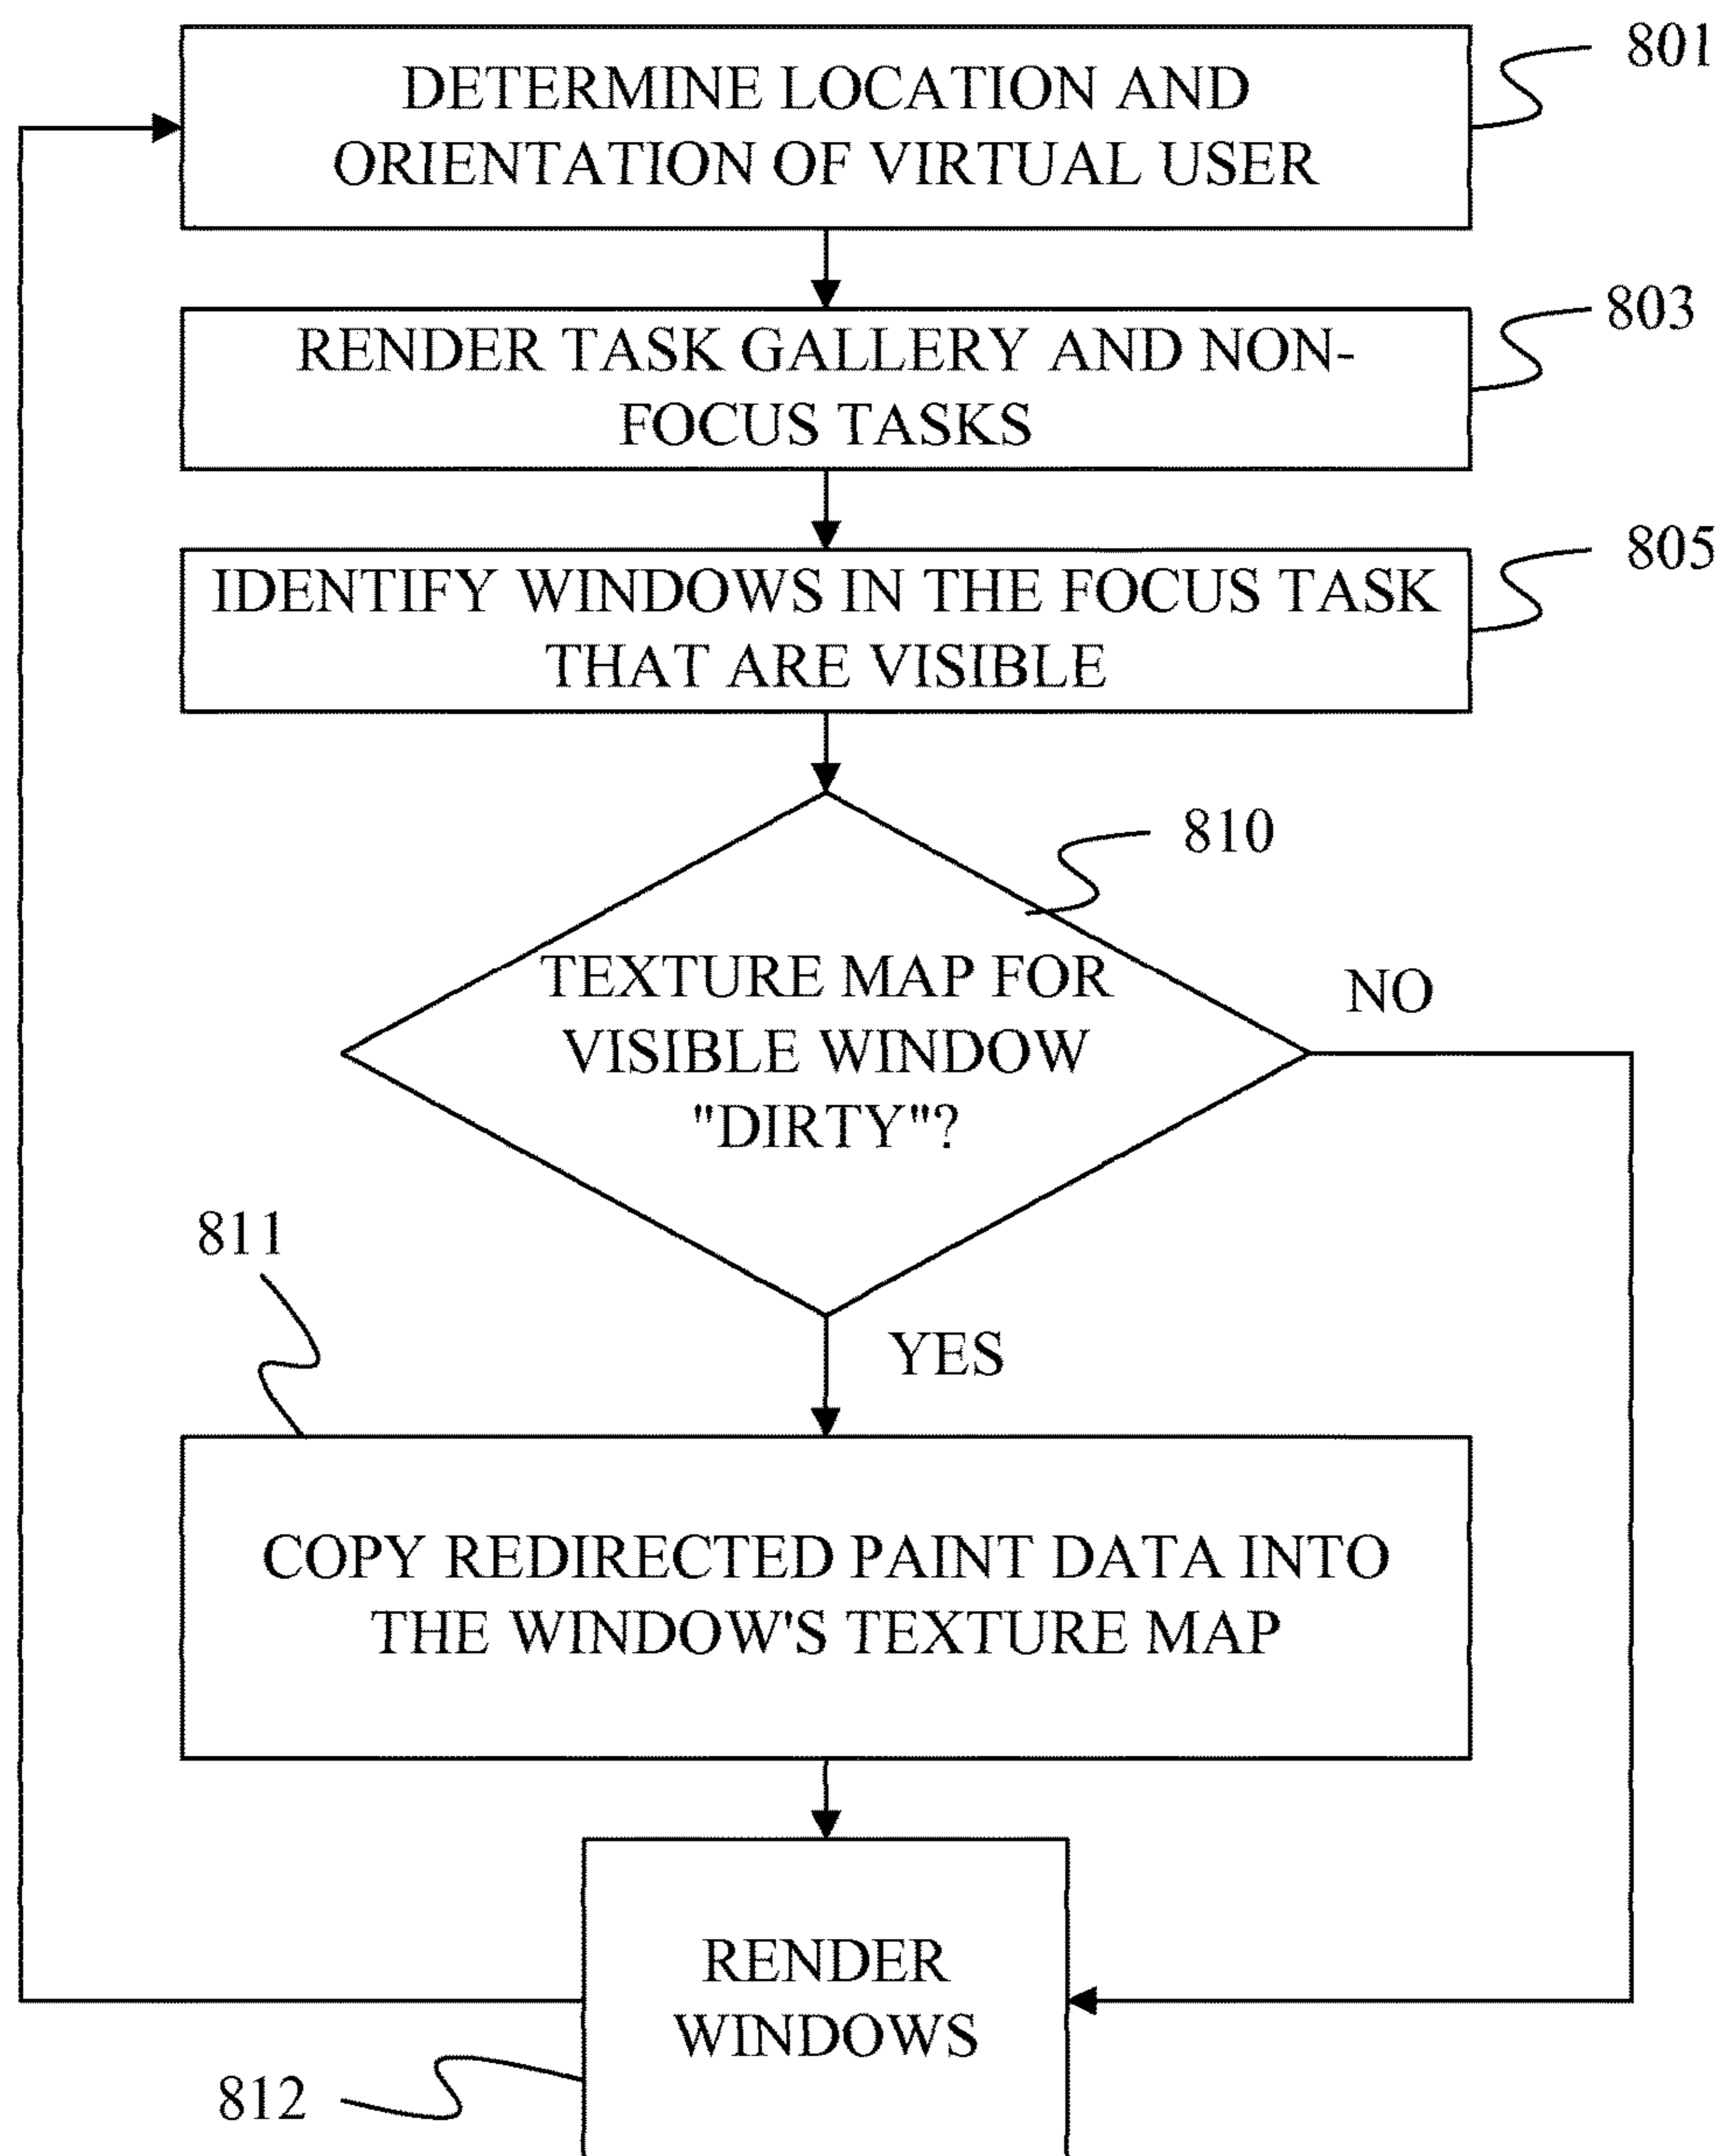 801
DETERMINE LOCATION AND
ORIENTATION OF VIRTUAL USER
803
RENDER TASK GALLERY AND NON-
FOCUS TASKS
805
IDENTIFY WINDOWS IN THE FOCUS TASK
THAT ARE VISIBLE
810
TEXTURE MAP FOR
VISIBLE WINDOW
"DIRTY"?
NO
811
YES
COPY REDIRECTED PAINT DATA INTO
THE WINDOW'S TEXTURE MAP
RENDER
WINDOWS
812